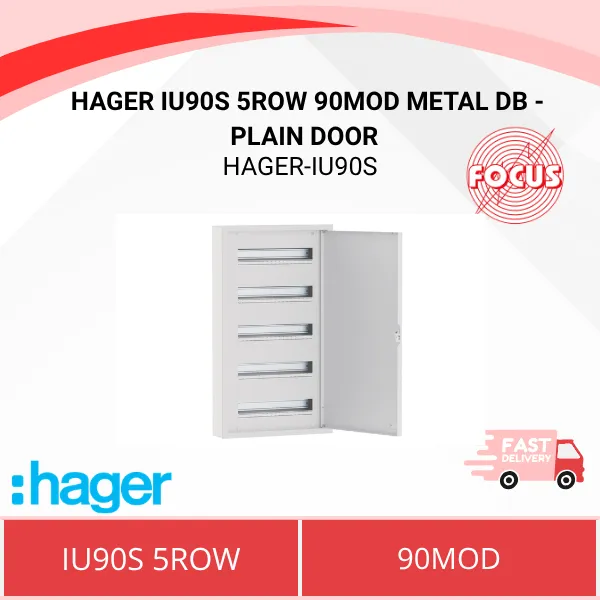 HAGER IU90S 5ROW 90MOD METAL DB -
PLAIN DOOR
HAGER-IU90S
FOCUS
FAST
DELIVERY
:hager
IU90S 5ROW
90MOD